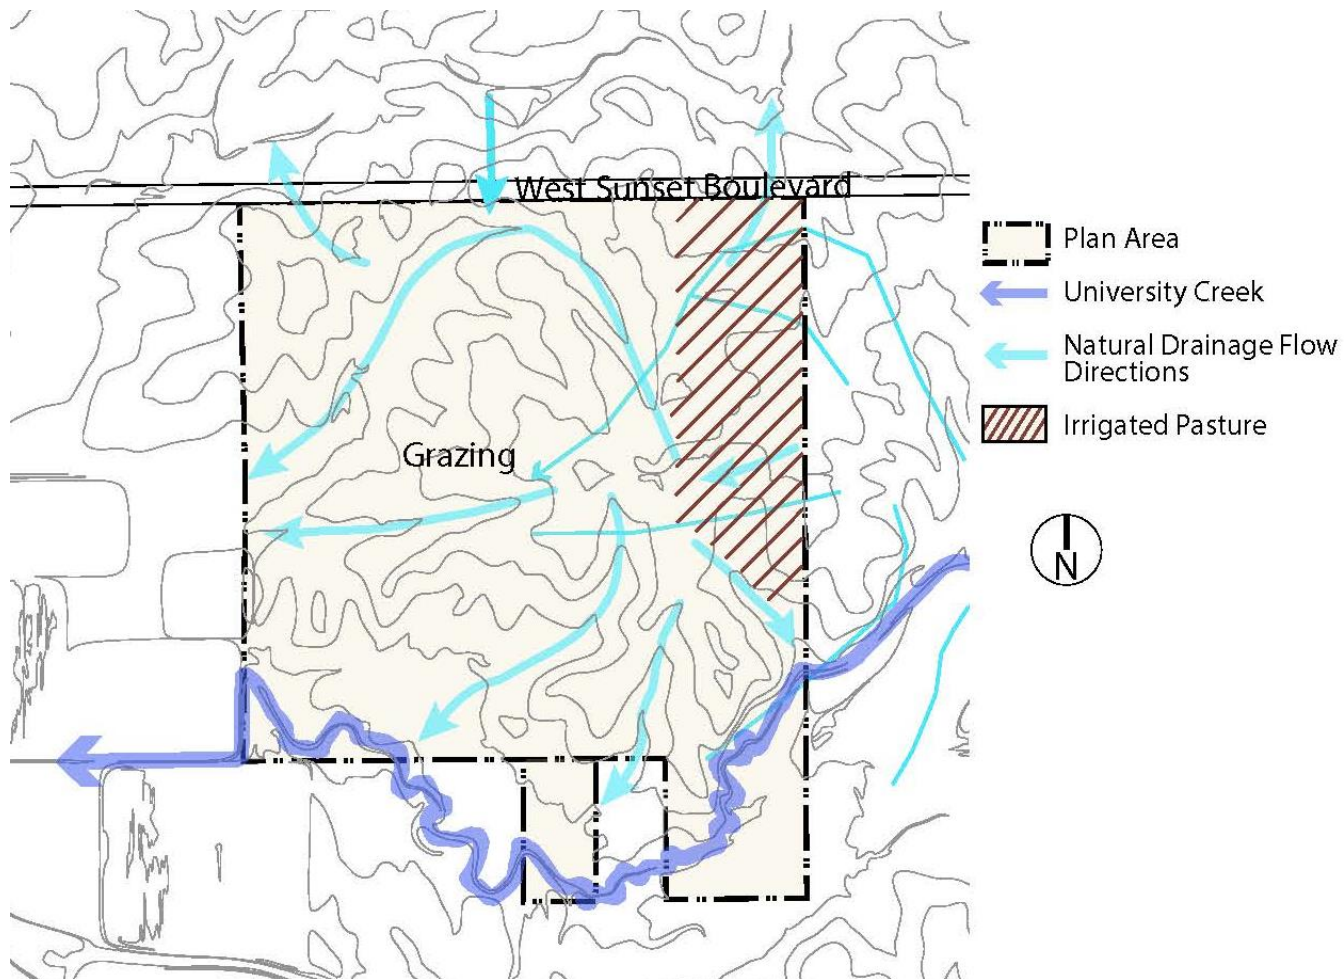 West Sunset Boulevard
Grazing
Plan Area
University Creek
Natural Drainage Flow
Directions
Irrigated Pasture
N